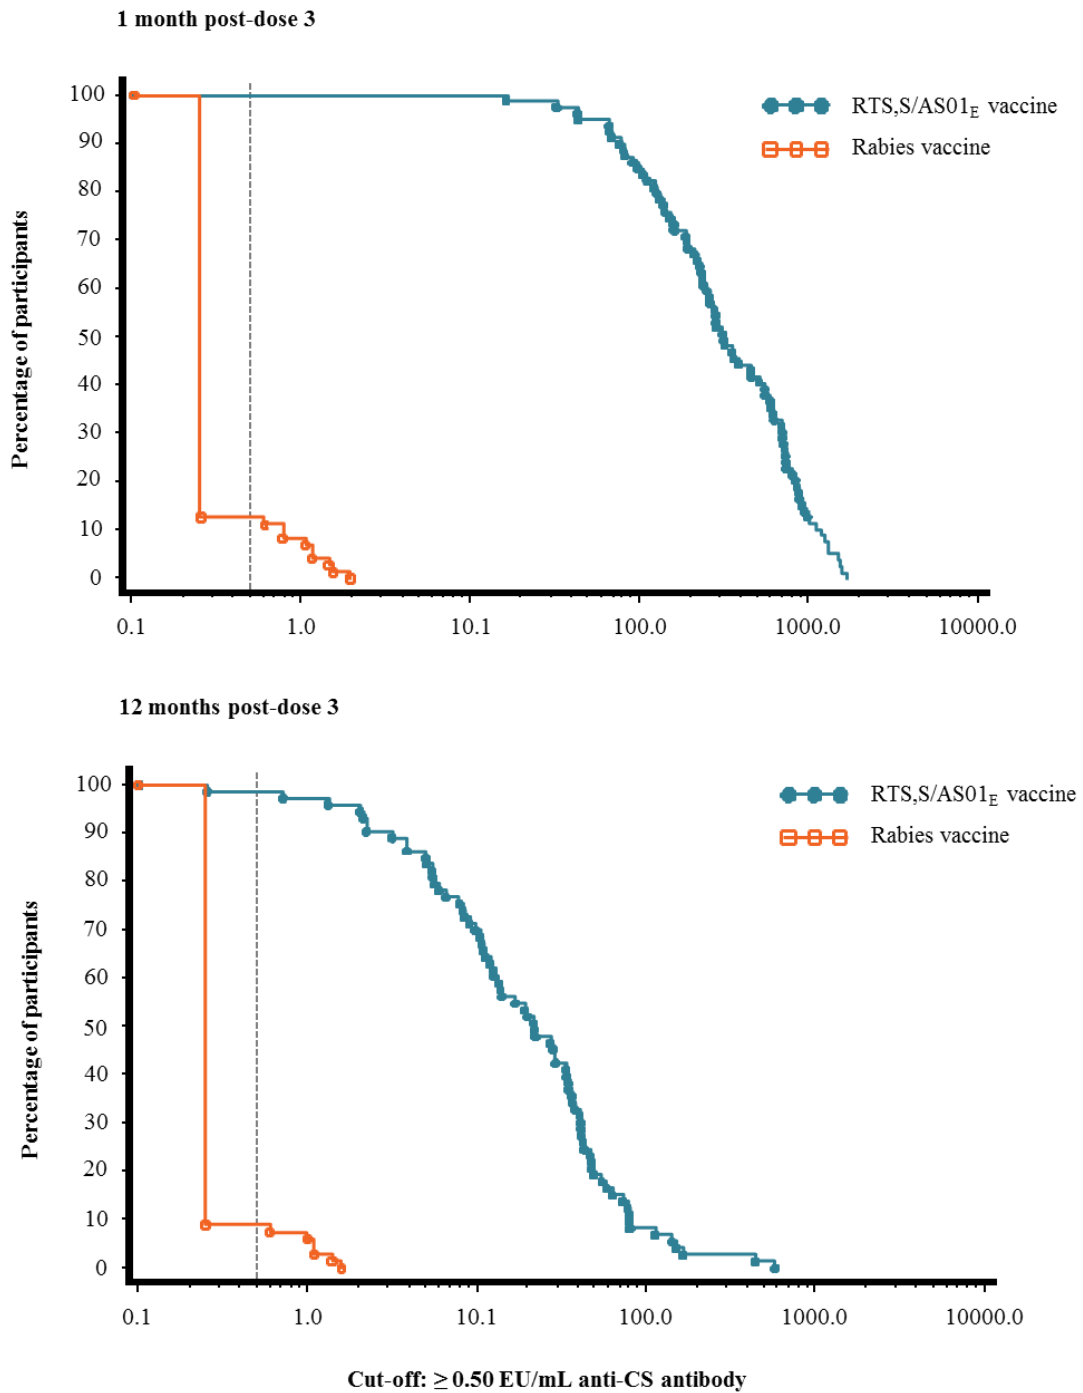 1 month post-dose 3
100
90
80
70
60
50
40
30
20
10
0
Percentage of participants
RTS,S/AS01E vaccine
Rabies vaccine
0.1 1.0 10.1 100.0 1000.0 10000.0
12 months post-dose 3
100
90
80
70
60
50
40
30
20
10
0
Percentage of participants
RTS,S/AS01E vaccine
Rabies vaccine
0.1 1.0 10.1 100.0 1000.0 10000.0
Cut-off: ≥ 0.50 EU/mL anti-CS antibody